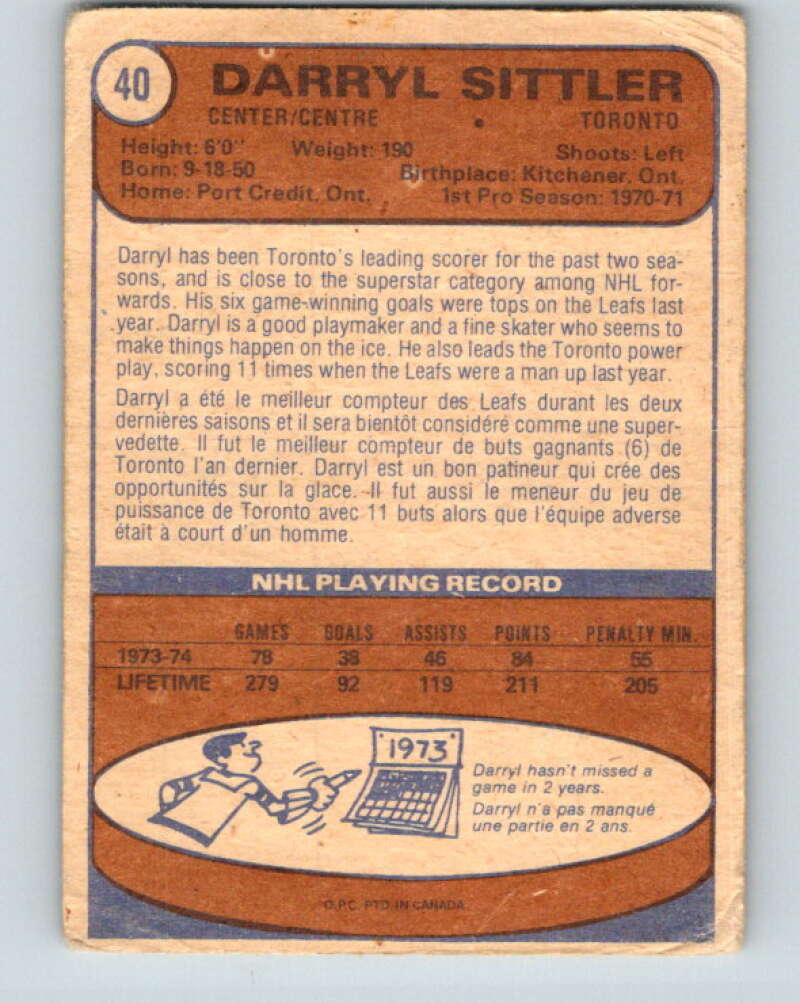 40
DARRYL SITTLER
CENTER/CENTRE • TORONTO
Height: 6'0" Weight: 190 Shoots: Left
Born: 9-18-50 Birthplace: Kitchener, Ont.
Home: Port Credit, Ont. 1st Pro Season: 1970-71
Darryl has been Toronto's leading scorer for the past two sea-
sons, and is close to the superstar category among NHL for-
wards. His six game-winning goals were tops on the Leafs last
year. Darryl is a good playmaker and a fine skater who seems to
make things happen on the ice. He also leads the Toronto power
play, scoring 11 times when the Leafs were a man up last year.
Darryl a été le meilleur compteur des Leafs durant les deux
dernières saisons et il sera bientôt considéré comme une super-
vedette. Il fut le meilleur compteur de buts gagnants (6) de
Toronto l'an dernier. Darryl est un bon patineur qui crée des
opportunités sur la glace. Il fut aussi le meneur du jeu de
puissance de Toronto avec 11 buts alors que l'équipe adverse
était à court d'un homme.
NHL PLAYING RECORD
GAMES GOALS ASSISTS POINTS PENALTY MIN.
1973-74 78 38 46 84 55
LIFETIME 279 92 119 211 205
1973
Darryl hasn't missed a
game in 2 years.
Darryl n'a pas manqué
une partie en 2 ans.
O.P.C. PTD. IN CANADA